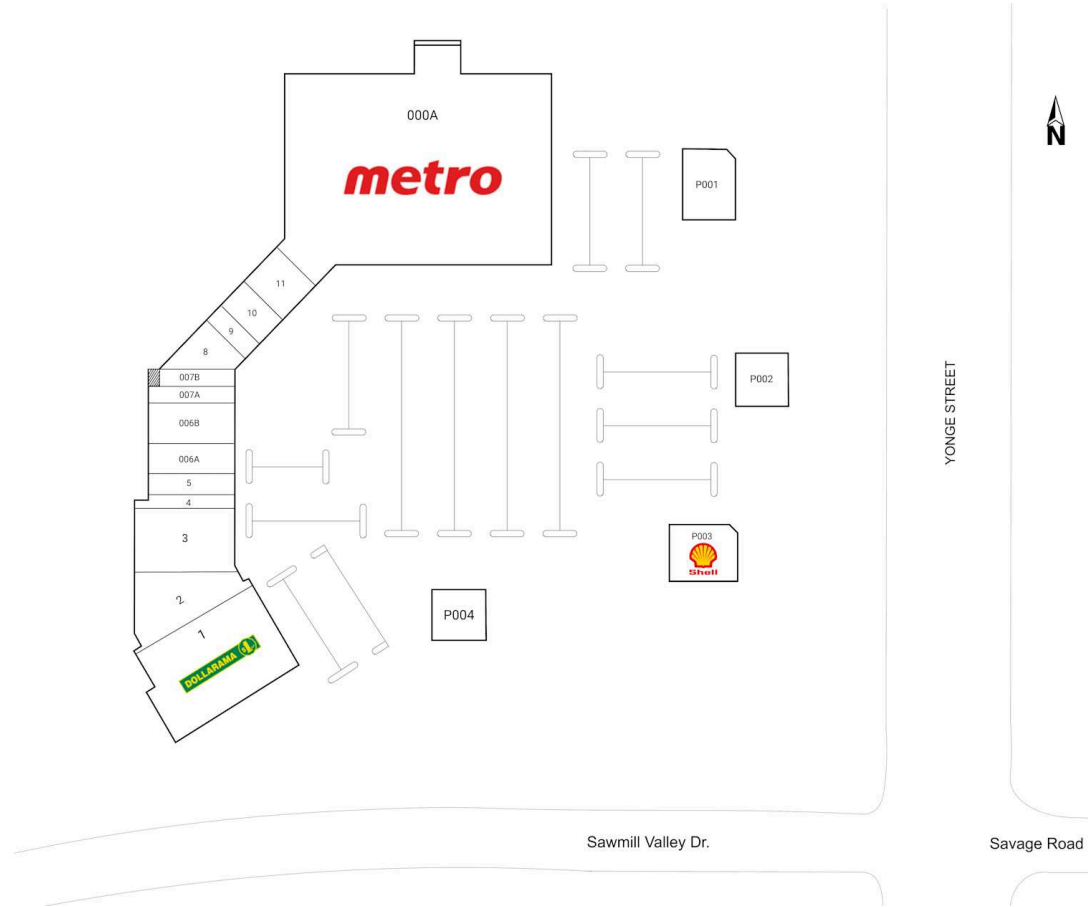 000A
metro
N
P001
11
10
9
8
007B
007A
P002
006B
YONGE STREET
006A
5
4
3
P003
Shell
2
1
P004
DOLLARAMA
Sawmill Valley Dr.
Savage Road